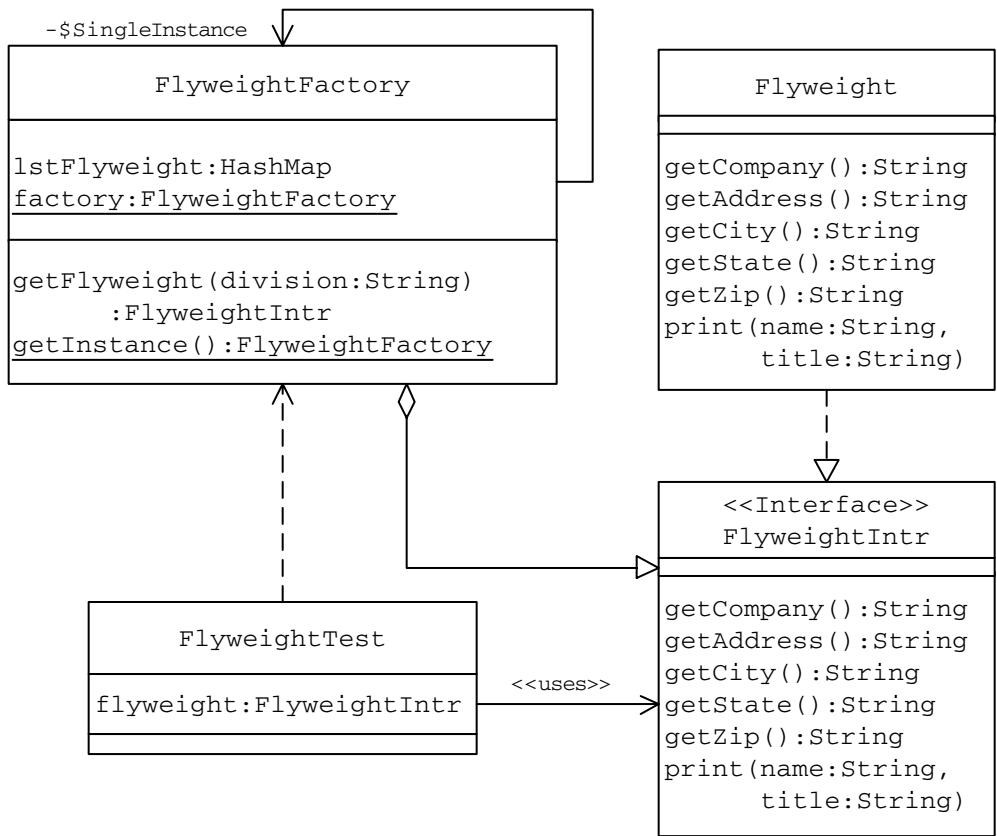 -$SingleInstance
FlyweightFactory
lstFlyweight:HashMap
factory:FlyweightFactory
getFlyweight(division:String)
:FlyweightIntr
getInstance():FlyweightFactory
Flyweight
getCompany():String
getAddress():String
getCity():String
getState():String
getZip():String
print(name:String,
title:String)
<<Interface>>
FlyweightIntr
getCompany():String
getAddress():String
getCity():String
getState():String
getZip():String
print(name:String,
title:String)
FlyweightTest
flyweight:FlyweightIntr
<<uses>>